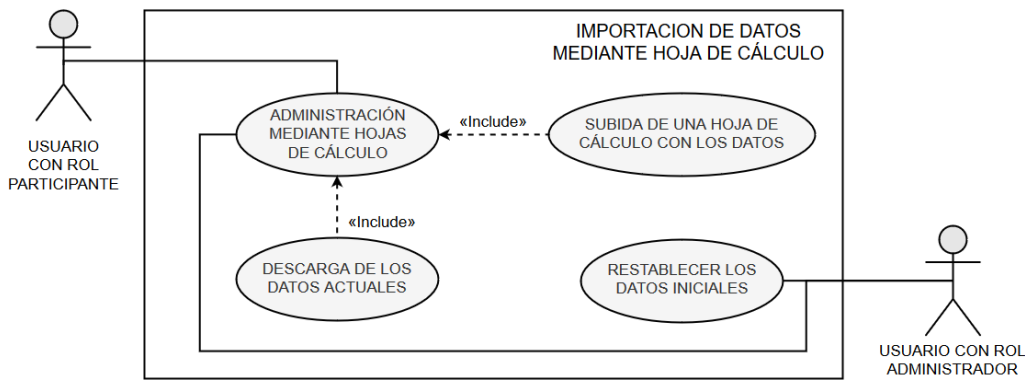 IMPORTACION DE DATOS
MEDIANTE HOJA DE CÁLCULO
ADMINISTRACIÓN
MEDIANTE HOJAS
DE CÁLCULO
«Include»
SUBIDA DE UNA HOJA DE
CÁLCULO CON LOS DATOS
USUARIO
CON ROL
PARTICIPANTE
«Include»
DESCARGA DE LOS
DATOS ACTUALES
RESTABLECER LOS
DATOS INICIALES
USUARIO CON ROL
ADMINISTRADOR